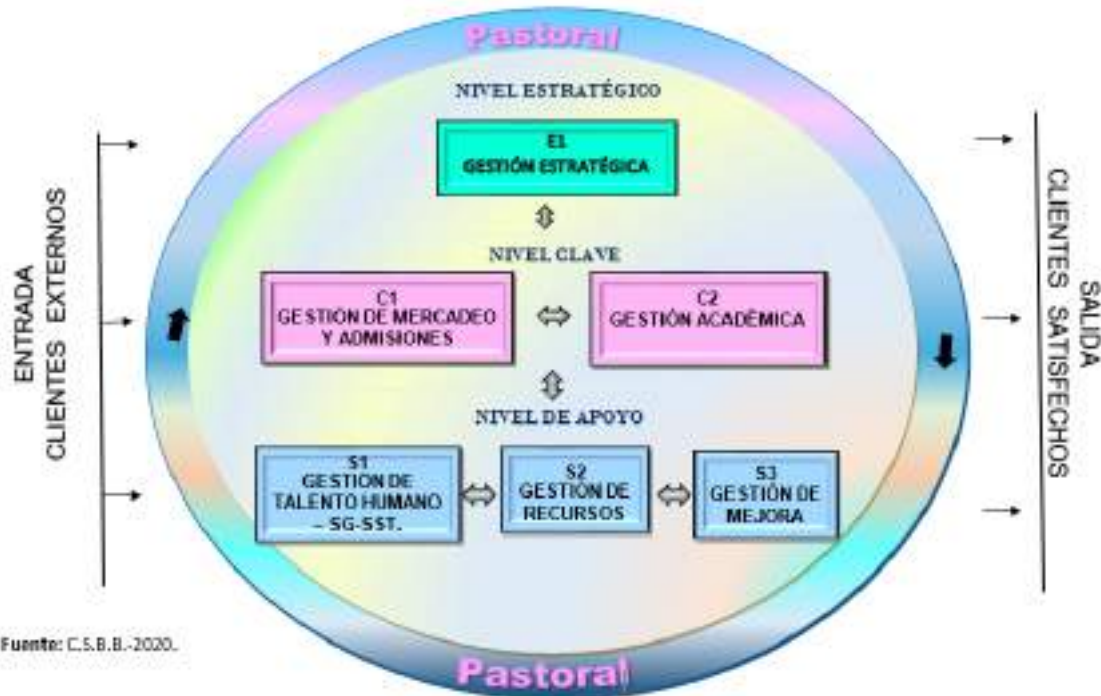 Pastoral
NIVEL ESTRATÉGICO
E1
GESTIÓN ESTRATÉGICA
NIVEL CLAVE
C1
GESTIÓN DE MERCADEO
Y ADMISIONES
C2
GESTIÓN ACADÉMICA
NIVEL DE APOYO
S1
GESTIÓN DE
TALENTO HUMANO
– SG-SST.
S2
GESTIÓN DE
RECURSOS
S3
GESTIÓN DE
MEJORA
ENTRADA
CLIENTES EXTERNOS
SALIDA
CLIENTES SATISFECHOS
Fuente: C.S.B.B.-2020.
Pastoral